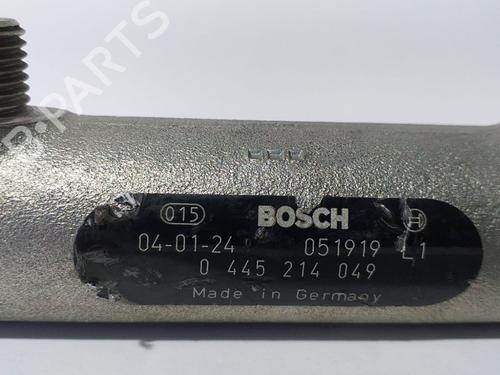 B-PARTS
015 BOSCH H
04-01-24 051919 L1
0 445 214 049
Made in Germany